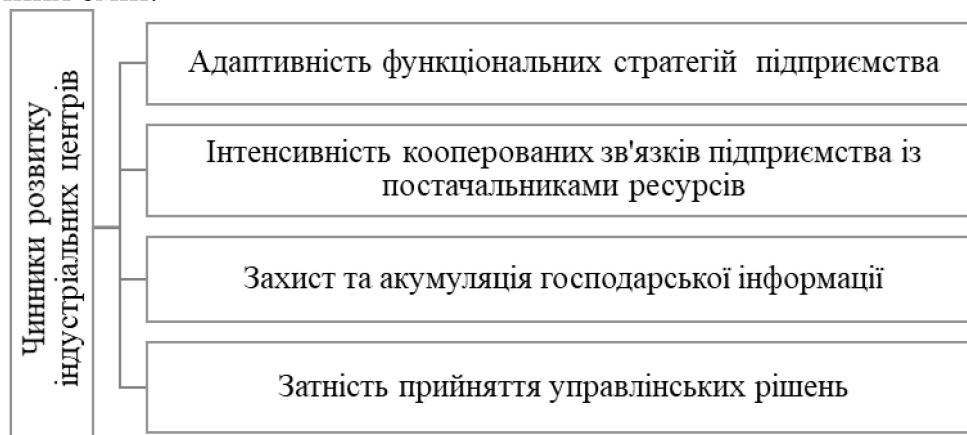 Чинники розвитку
індустріальних центрів
Адаптивність функціональних стратегій підприємства
Інтенсивність кооперованих зв'язків підприємства із
постачальниками ресурсів
Захист та акумуляція господарської інформації
Затність прийняття управлінських рішень